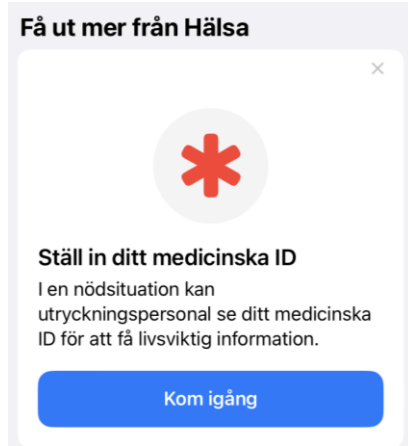 Få ut mer från Hälsa
Ställ in ditt medicinska ID
I en nödsituation kan
utryckningspersonal se ditt medicinska
ID för att få livsviktig information.
Kom igång